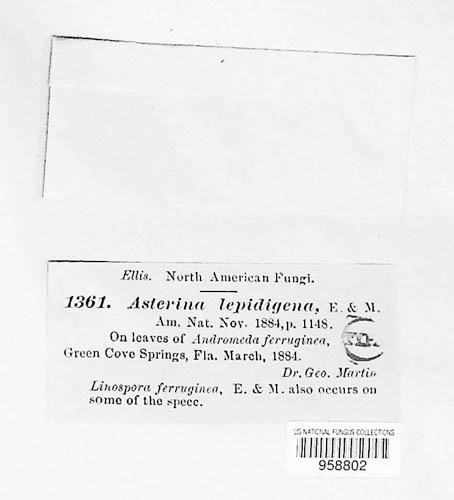 Ellis. North American Fungi.
1361. Asterina lepidigena, E. & M.
Am. Nat. Nov. 1884, p. 1148.
On leaves of Andromeda ferruginea,
Green Cove Springs, Fla. March, 1884.
Dr. Geo. Martin
Linospora ferruginea, E. & M. also occurs on
some of the specc.
US NATIONAL FUNGUS COLLECTIONS
958802